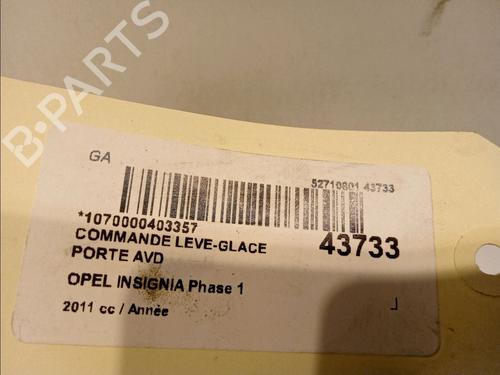 B-PARTS
GA
52710801 43733
*1070000403357
COMMANDE LEVE-GLACE
43733
PORTE AVD
OPEL INSIGNIA Phase 1
2011 cc / Année